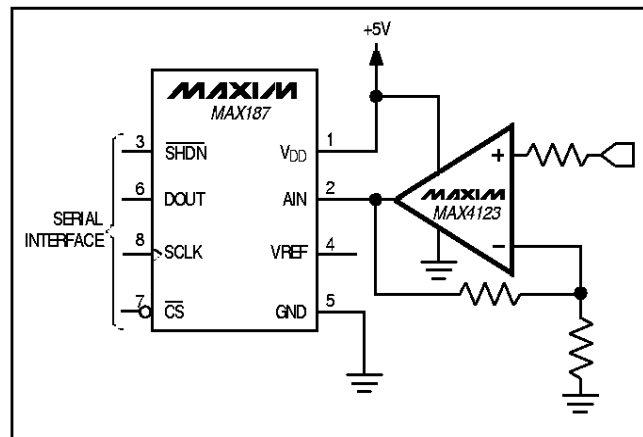 +5V
MAXIM
MAX187
3 SHDN
VDD 1
6 DOUT
AIN 2
8 SCLK
VREF 4
7 CS
GND 5
SERIAL
INTERFACE
+
MAXIM
MAX4123
−